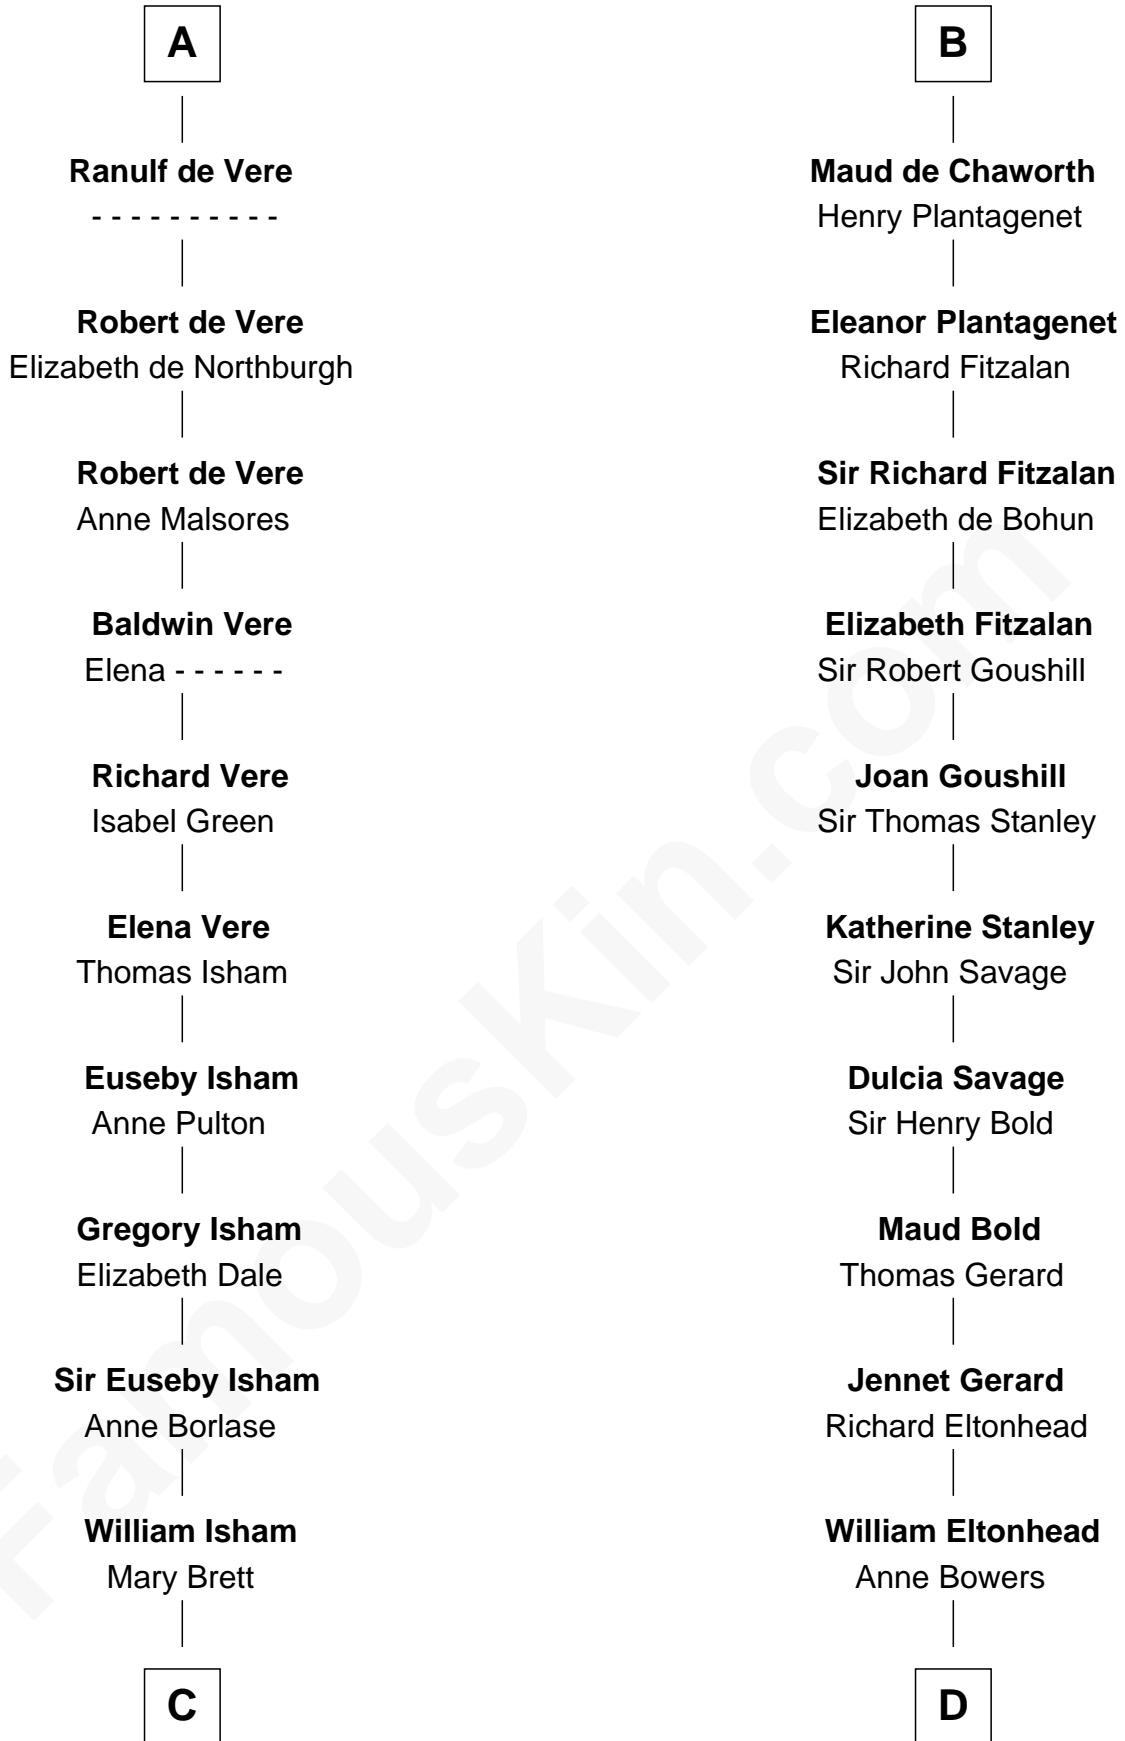 A
Ranulf de Vere
- - - - - - - - - -
Robert de Vere
Elizabeth de Northburgh
Robert de Vere
Anne Malsores
Baldwin Vere
Elena - - - - - -
Richard Vere
Isabel Green
Elena Vere
Thomas Isham
Euseby Isham
Anne Pulton
Gregory Isham
Elizabeth Dale
Sir Euseby Isham
Anne Borlase
William Isham
Mary Brett
C
B
Maud de Chaworth
Henry Plantagenet
Eleanor Plantagenet
Richard Fitzalan
Sir Richard Fitzalan
Elizabeth de Bohun
Elizabeth Fitzalan
Sir Robert Goushill
Joan Goushill
Sir Thomas Stanley
Katherine Stanley
Sir John Savage
Dulcia Savage
Sir Henry Bold
Maud Bold
Thomas Gerard
Jennet Gerard
Richard Eltonhead
William Eltonhead
Anne Bowers
D
FamousKin.com